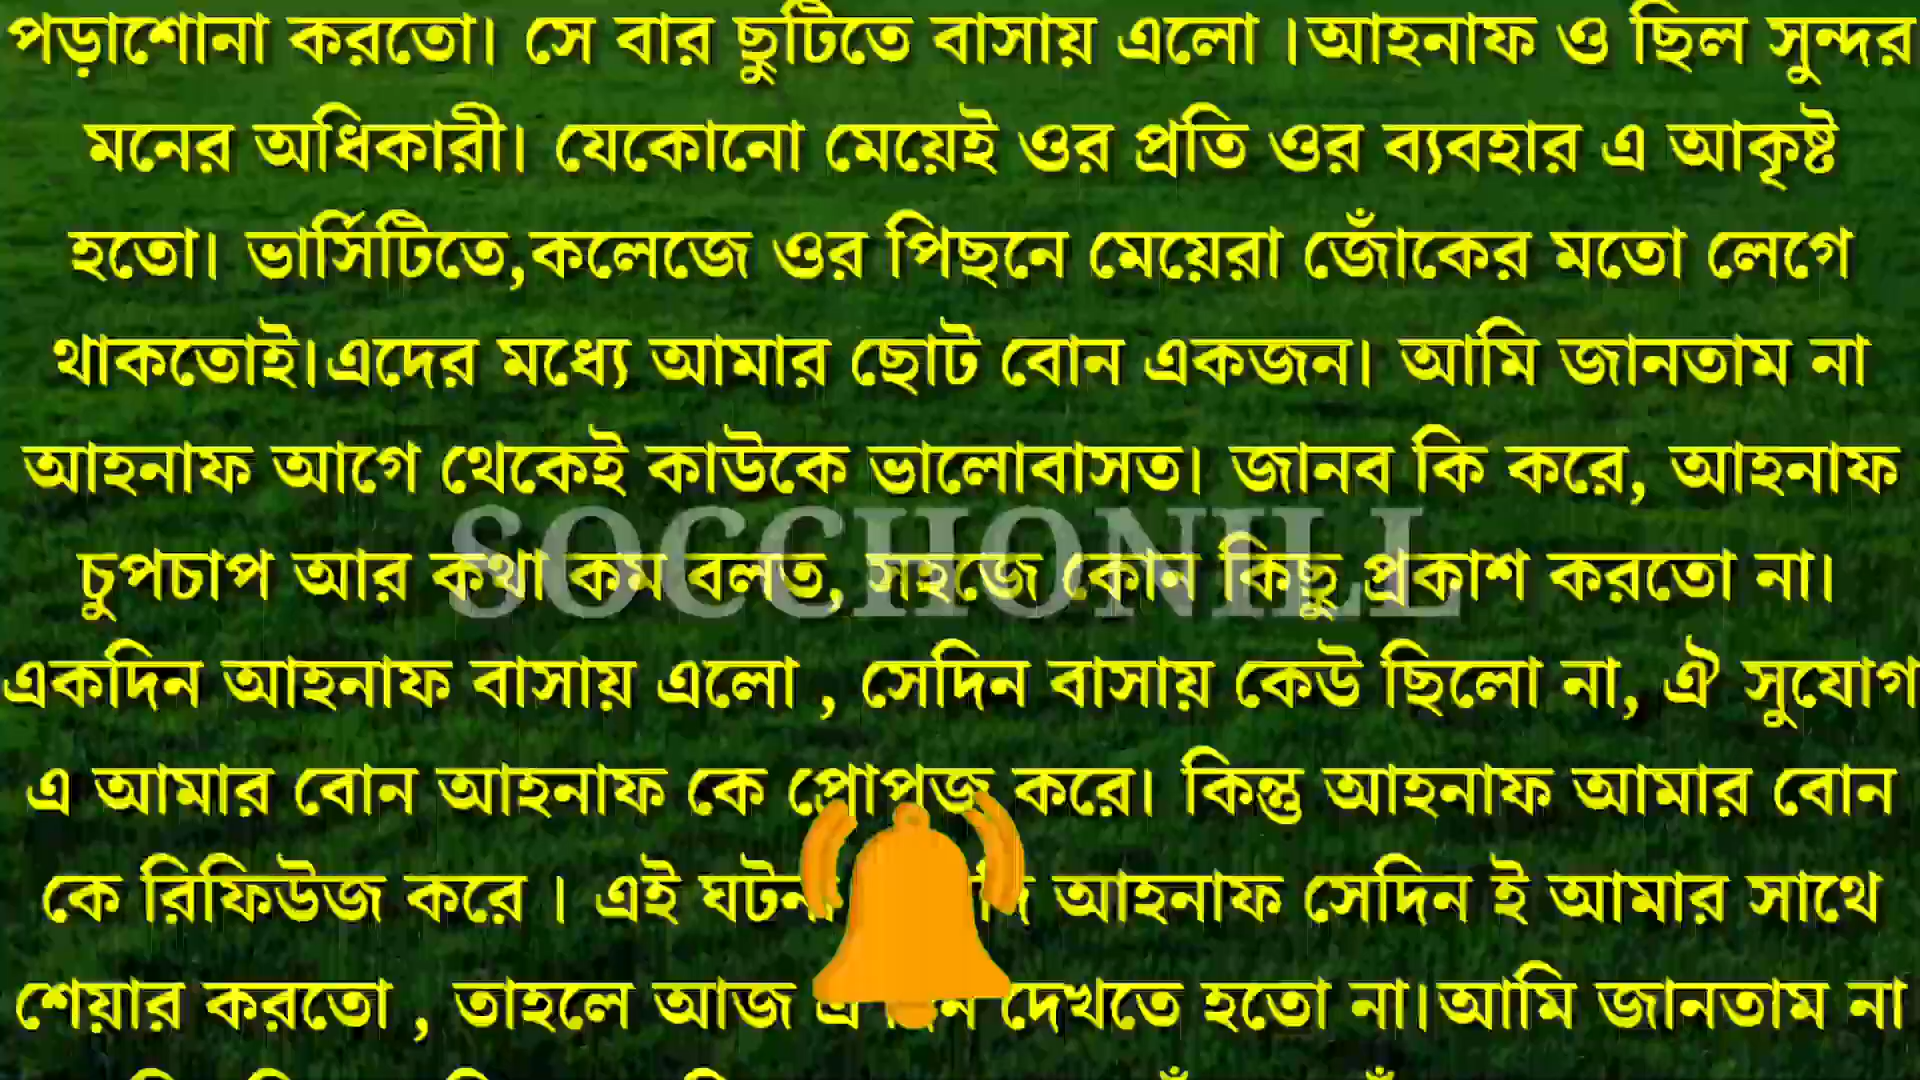 পড়াশোনা করতো। সে বার ছুটিতে বাসায় এলো ।আহনাফ ও ছিল সুন্দর
মনের অধিকারী। যেকোনো মেয়েই ওর প্রতি ওর ব্যবহার এ আকৃষ্ট
হতো। ভার্সিটিতে,কলেজে ওর পিছনে মেয়েরা জোঁকের মতো লেগে
থাকতোই।এদের মধ্যে আমার ছোট বোন একজন। আমি জানতাম না
আহনাফ আগে থেকেই কাউকে ভালোবাসত। জানব কি করে, আহনাফ
SOCCHONILL
চুপচাপ আর কথা কম বলত, সহজে কোন কিছু প্রকাশ করতো না।
একদিন আহনাফ বাসায় এলো , সেদিন বাসায় কেউ ছিলো না, ঐ সুযোগ
এ আমার বোন আহনাফ কে প্রোপজ করে। কিন্তু আহনাফ আমার বোন
কে রিফিউজ করে । এই আহনাফ সেদিন ই আমার সাথে
শেয়ার করতো , তাহলে আজ দেখতে হতো না।আমি জানতাম না